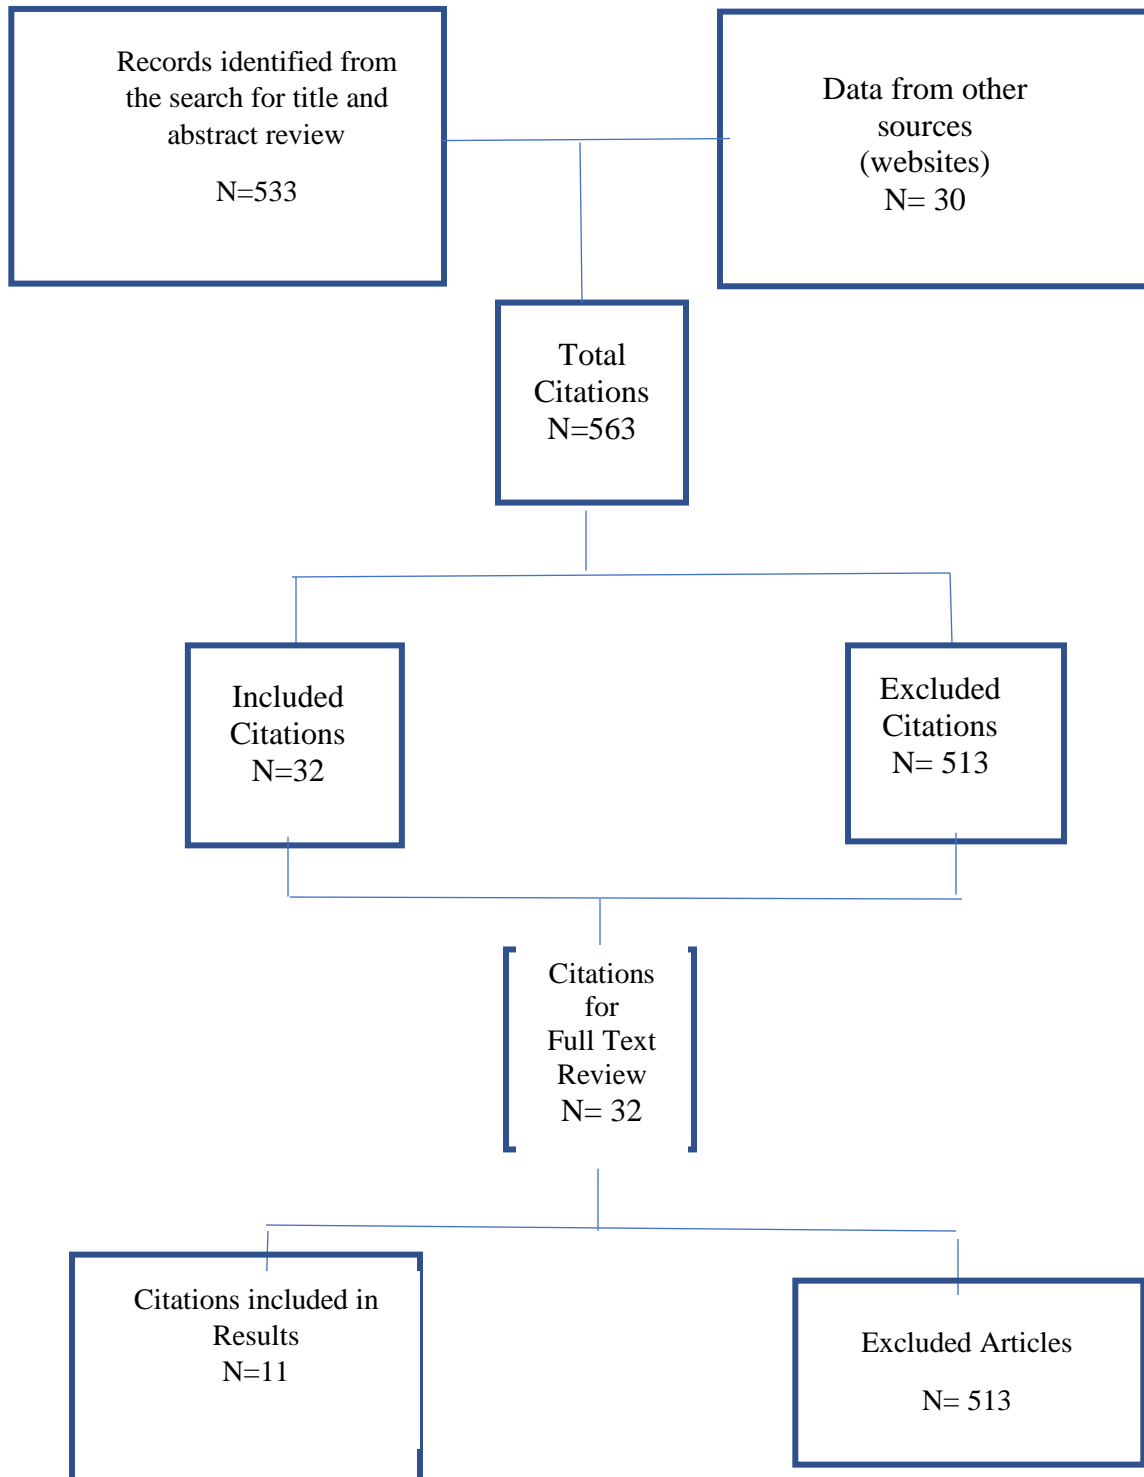 Records identified from
the search for title and
abstract review
N=533
Data from other
sources
(websites)
N= 30
Total
Citations
N=563
Included
Citations
N=32
Excluded
Citations
N= 513
Citations
for
Full Text
Review
N= 32
Citations included in
Results
N=11
Excluded Articles
N= 513